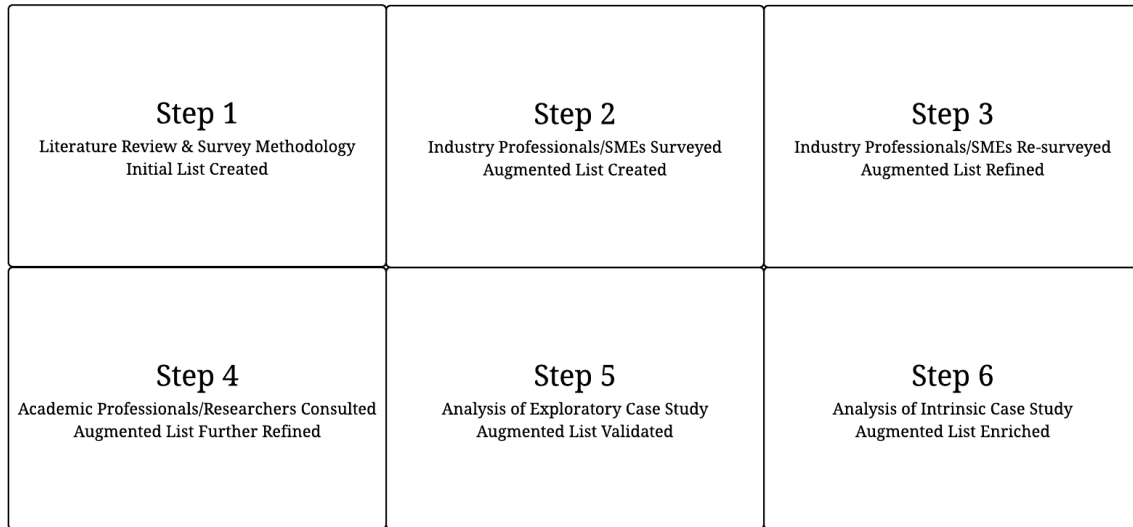 Step 1
Literature Review & Survey Methodology
Initial List Created
Step 2
Industry Professionals/SMEs Surveyed
Augmented List Created
Step 3
Industry Professionals/SMEs Re-surveyed
Augmented List Refined
Step 4
Academic Professionals/Researchers Consulted
Augmented List Further Refined
Step 5
Analysis of Exploratory Case Study
Augmented List Validated
Step 6
Analysis of Intrinsic Case Study
Augmented List Enriched